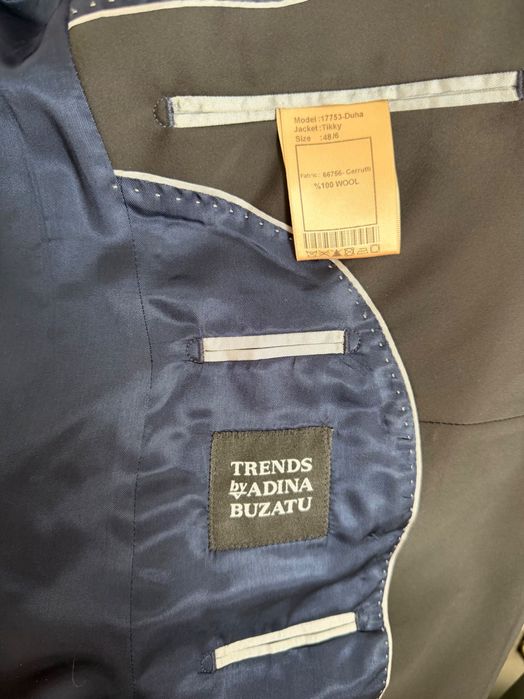 Model :17753-Duha
Jacket :Tikky
Size :48/6
Fabric : 66756- Cerrutti
%100 WOOL
TRENDS
by ADINA
BUZATU